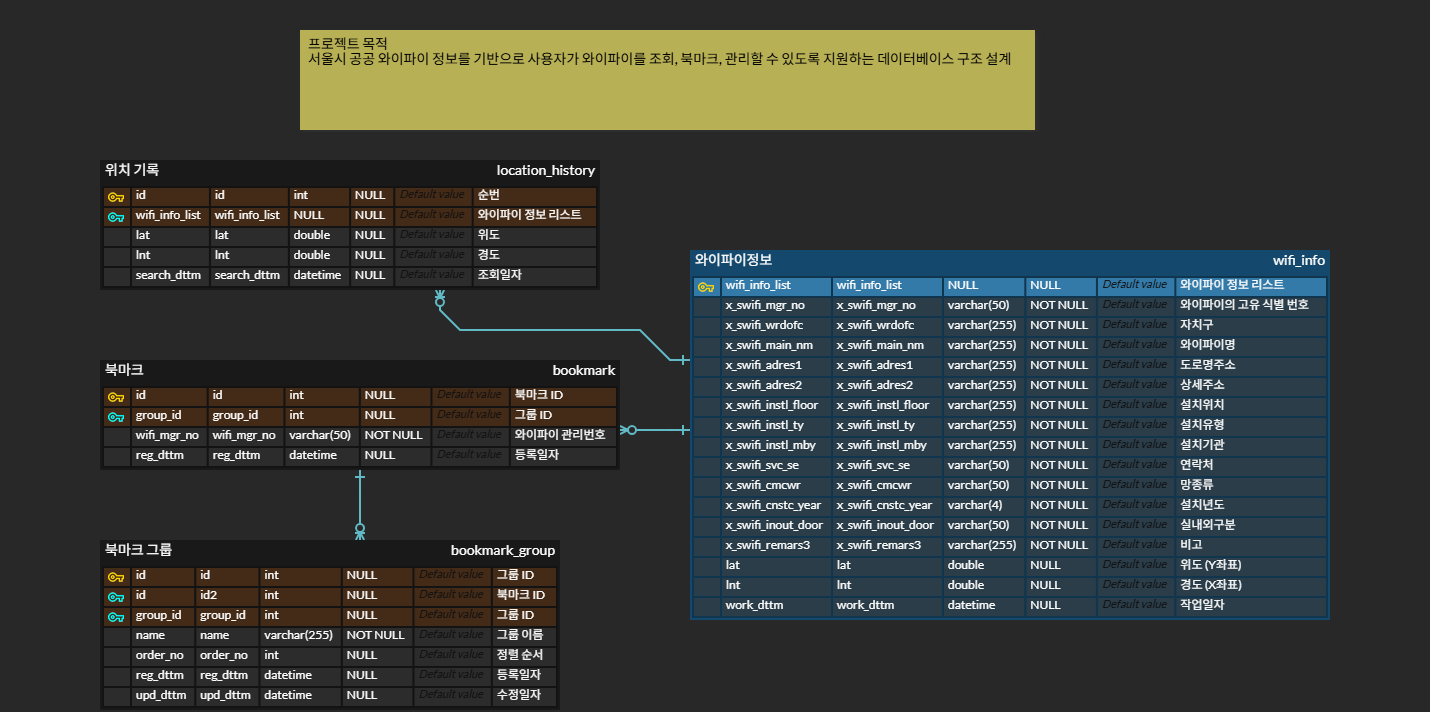 프로젝트 목적
서울시 공공 와이파이 정보를 기반으로 사용자가 와이파이를 조회, 북마크, 관리할 수 있도록 지원하는 데이터베이스 구조 설계
위치 기록 location_history
id id int NULL Default value 순번
wifi_info_list wifi_info_list NULL NULL Default value 와이파이 정보 리스트
lat lat double NULL Default value 위도
lnt lnt double NULL Default value 경도
search_dttm search_dttm datetime NULL Default value 조회일자
북마크 bookmark
id id int NULL Default value 북마크 ID
group_id group_id int NULL Default value 그룹 ID
wifi_mgr_no wifi_mgr_no varchar(50) NOT NULL Default value 와이파이 관리번호
reg_dttm reg_dttm datetime NULL Default value 등록일자
북마크 그룹 bookmark_group
id id int NULL Default value 그룹 ID
id id2 int NULL Default value 북마크 ID
group_id group_id int NULL Default value 그룹 ID
name name varchar(255) NOT NULL Default value 그룹 이름
order_no order_no int NULL Default value 정렬 순서
reg_dttm reg_dttm datetime NULL Default value 등록일자
upd_dttm upd_dttm datetime NULL Default value 수정일자
와이파이정보 wifi_info
wifi_info_list wifi_info_list NULL NULL Default value 와이파이 정보 리스트
x_swifi_mgr_no x_swifi_mgr_no varchar(50) NOT NULL Default value 와이파이의 고유 식별 번호
x_swifi_wrdofc x_swifi_wrdofc varchar(255) NOT NULL Default value 자치구
x_swifi_main_nm x_swifi_main_nm varchar(255) NOT NULL Default value 와이파이명
x_swifi_adres1 x_swifi_adres1 varchar(255) NOT NULL Default value 도로명주소
x_swifi_adres2 x_swifi_adres2 varchar(255) NOT NULL Default value 상세주소
x_swifi_instl_floor x_swifi_instl_floor varchar(255) NOT NULL Default value 설치위치
x_swifi_instl_ty x_swifi_instl_ty varchar(255) NOT NULL Default value 설치유형
x_swifi_instl_mby x_swifi_instl_mby varchar(255) NOT NULL Default value 설치기관
x_swifi_svc_se x_swifi_svc_se varchar(50) NOT NULL Default value 연락처
x_swifi_cmcwr x_swifi_cmcwr varchar(50) NOT NULL Default value 망종류
x_swifi_cnstc_year x_swifi_cnstc_year varchar(4) NOT NULL Default value 설치년도
x_swifi_inout_door x_swifi_inout_door varchar(50) NOT NULL Default value 실내외구분
x_swifi_remars3 x_swifi_remars3 varchar(255) NOT NULL Default value 비고
lat lat double NULL Default value 위도 (Y좌표)
lnt lnt double NULL Default value 경도 (X좌표)
work_dttm work_dttm datetime NULL Default value 작업일자